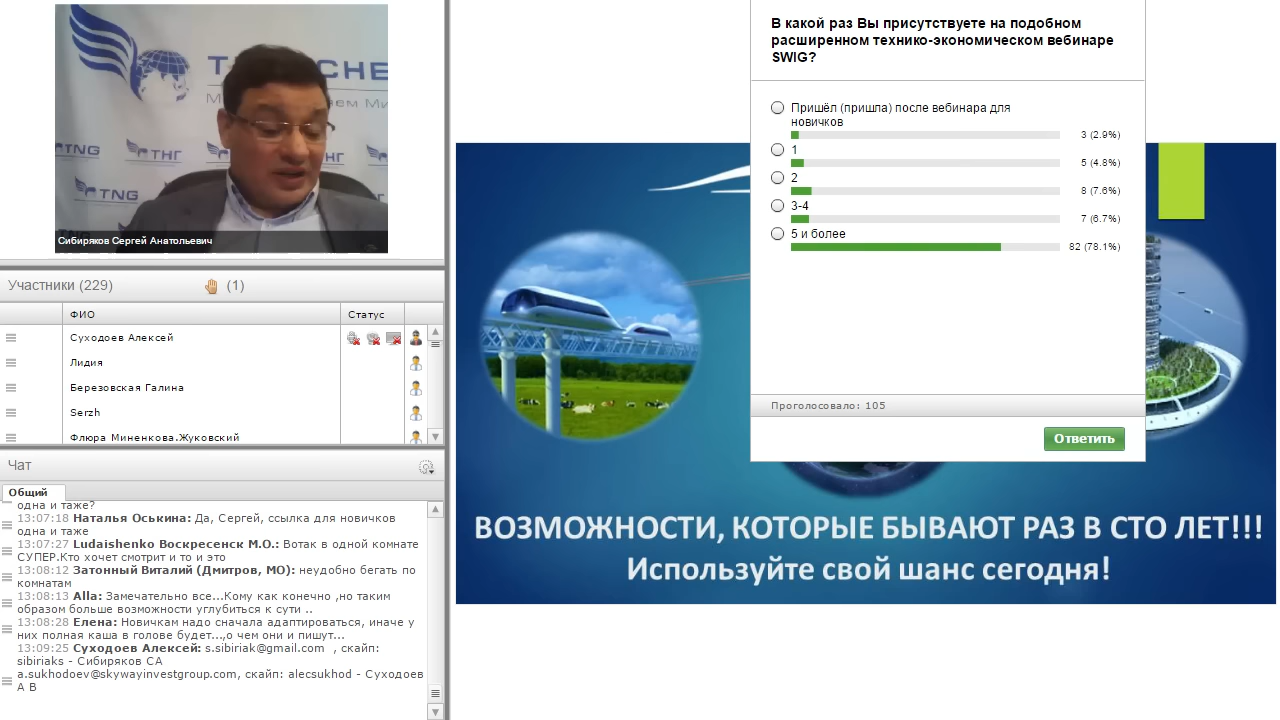 Сибиряков Сергей Анатольевич
ТНГ
TNG
TNG
Участники (229)
(1)
ФИО
Статус
Суходоев Алексей
Лидия
Березовская Галина
Serzh
Флюра Миненкова.Жуковский
Чат
Общий
одна и таже?
13:07:18 Наталья Оськина: Да, Сергей, ссылка для новичков
одна и таже
13:07:27 Ludaishenko Воскресенск М.О.: Вотак в одной комнате
СУПЕР.Кто хочет смотрит и то и это
13:08:12 Затонный Виталий (Дмитров, МО): неудобно бегать по
комнатам
13:08:13 Alla: Замечательно все...Кому как конечно ,но таким
образом больше возможности углубиться к сути ..
13:08:28 Елена: Новичкам надо сначала адаптироваться, иначе у
них полная каша в голове будет...,о чем они и пишут...
13:09:25 Суходоев Алексей: s.sibiriak@gmail.com , скайп:
sibiriaks - Сибиряков СА
a.sukhodoev@skywayinvestgroup.com, скайп: alecsukhod - Суходоев
А В
В какой раз Вы присутствуете на подобном
расширенном технико-экономическом вебинаре
SWIG?
Пришёл (пришла) после вебинара для
новичков
3 (2.9%)
1
5 (4.8%)
2
8 (7.6%)
3-4
7 (6.7%)
5 и более
82 (78.1%)
Проголосовало: 105
Ответить
ВОЗМОЖНОСТИ, КОТОРЫЕ БЫВАЮТ РАЗ В СТО ЛЕТ!!!
Используйте свой шанс сегодня!